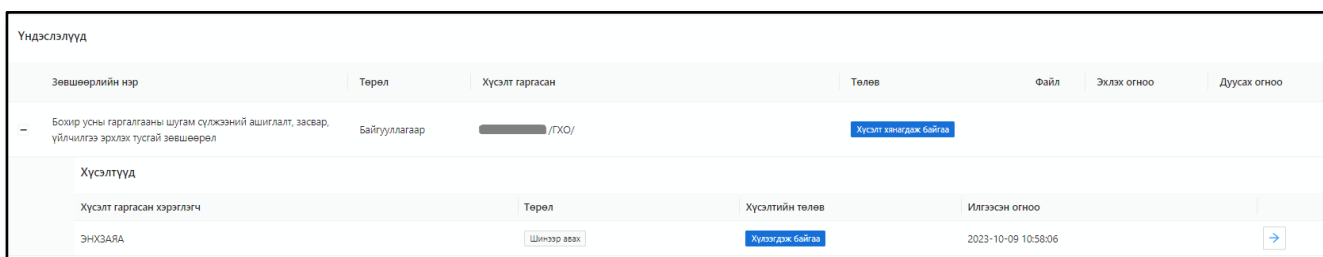 Үндэслэлүүд
Зөвшөөрлийн нэр Төрөл Хүсэлт гаргасан Төлөв Файл Эхлэх огноо Дуусах огноо
Бохир усны гаргалгааны шугам сүлжээний ашиглалт, засвар,
үйлчилгээ эрхлэх тусгай зөвшөөрөл Байгууллагаар /ГХО/ Хүсэлт хянагдаж байгаа
Хүсэлтүүд
Хүсэлт гаргасан хэрэглэгч Төрөл Хүсэлтийн төлөв Илгээсэн огноо
ЭНХЗАЯА Шинээр авах Хүлээгдэж байгаа 2023-10-09 10:58:06